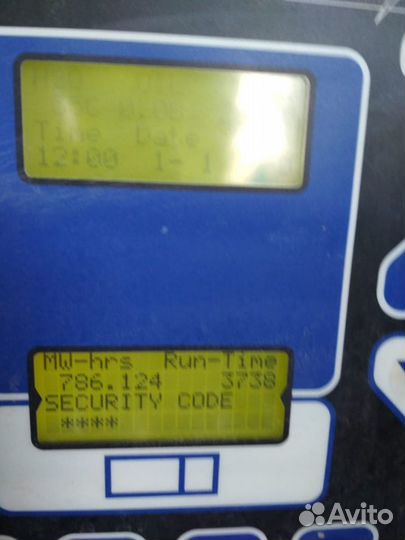 Time Date
12:00 1- 1
MW-hrs Run-Time
786.124 3738
SECURITY CODE
****
Avito